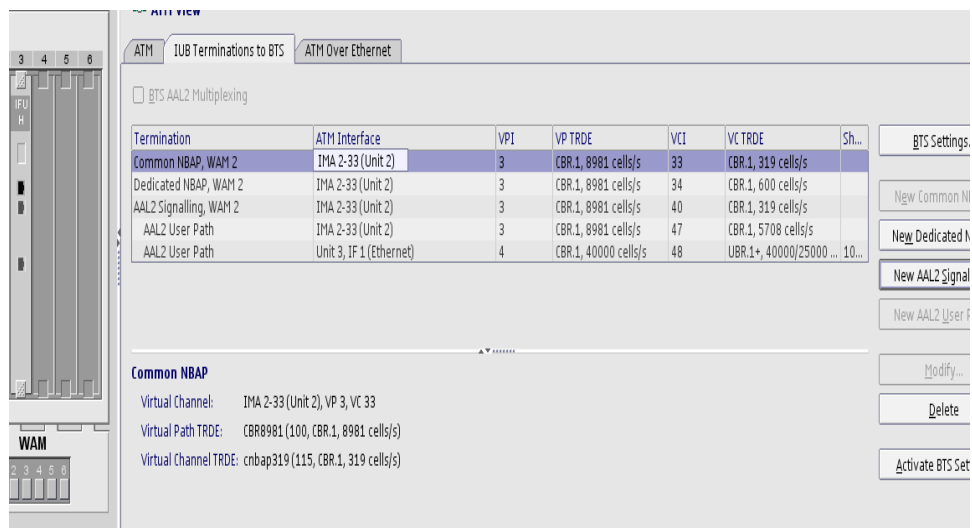 ATM View
ATM IUB Terminations to BTS ATM Over Ethernet
3 4 5 6
IFU
H
BTS AAL2 Multiplexing
Termination ATM Interface VPI VP TRDE VCI VC TRDE Sh...
Common NBAP, WAM 2 IMA 2-33 (Unit 2) 3 CBR.1, 8981 cells/s 33 CBR.1, 319 cells/s
Dedicated NBAP, WAM 2 IMA 2-33 (Unit 2) 3 CBR.1, 8981 cells/s 34 CBR.1, 600 cells/s
AAL2 Signalling, WAM 2 IMA 2-33 (Unit 2) 3 CBR.1, 8981 cells/s 40 CBR.1, 319 cells/s
AAL2 User Path IMA 2-33 (Unit 2) 3 CBR.1, 8981 cells/s 47 CBR.1, 5708 cells/s
AAL2 User Path Unit 3, IF 1 (Ethernet) 4 CBR.1, 40000 cells/s 48 UBR.1+, 40000/25000 ... 10...
BTS Settings.
New Common
New Dedicated N
New AAL2 Signal
New AAL2 User
Modify...
Delete
Activate BTS Set
Common NBAP
Virtual Channel: IMA 2-33 (Unit 2), VP 3, VC 33
Virtual Path TRDE: CBR8981 (100, CBR.1, 8981 cells/s)
Virtual Channel TRDE: cnbap319 (115, CBR.1, 319 cells/s)
WAM
2 3 4 5 6